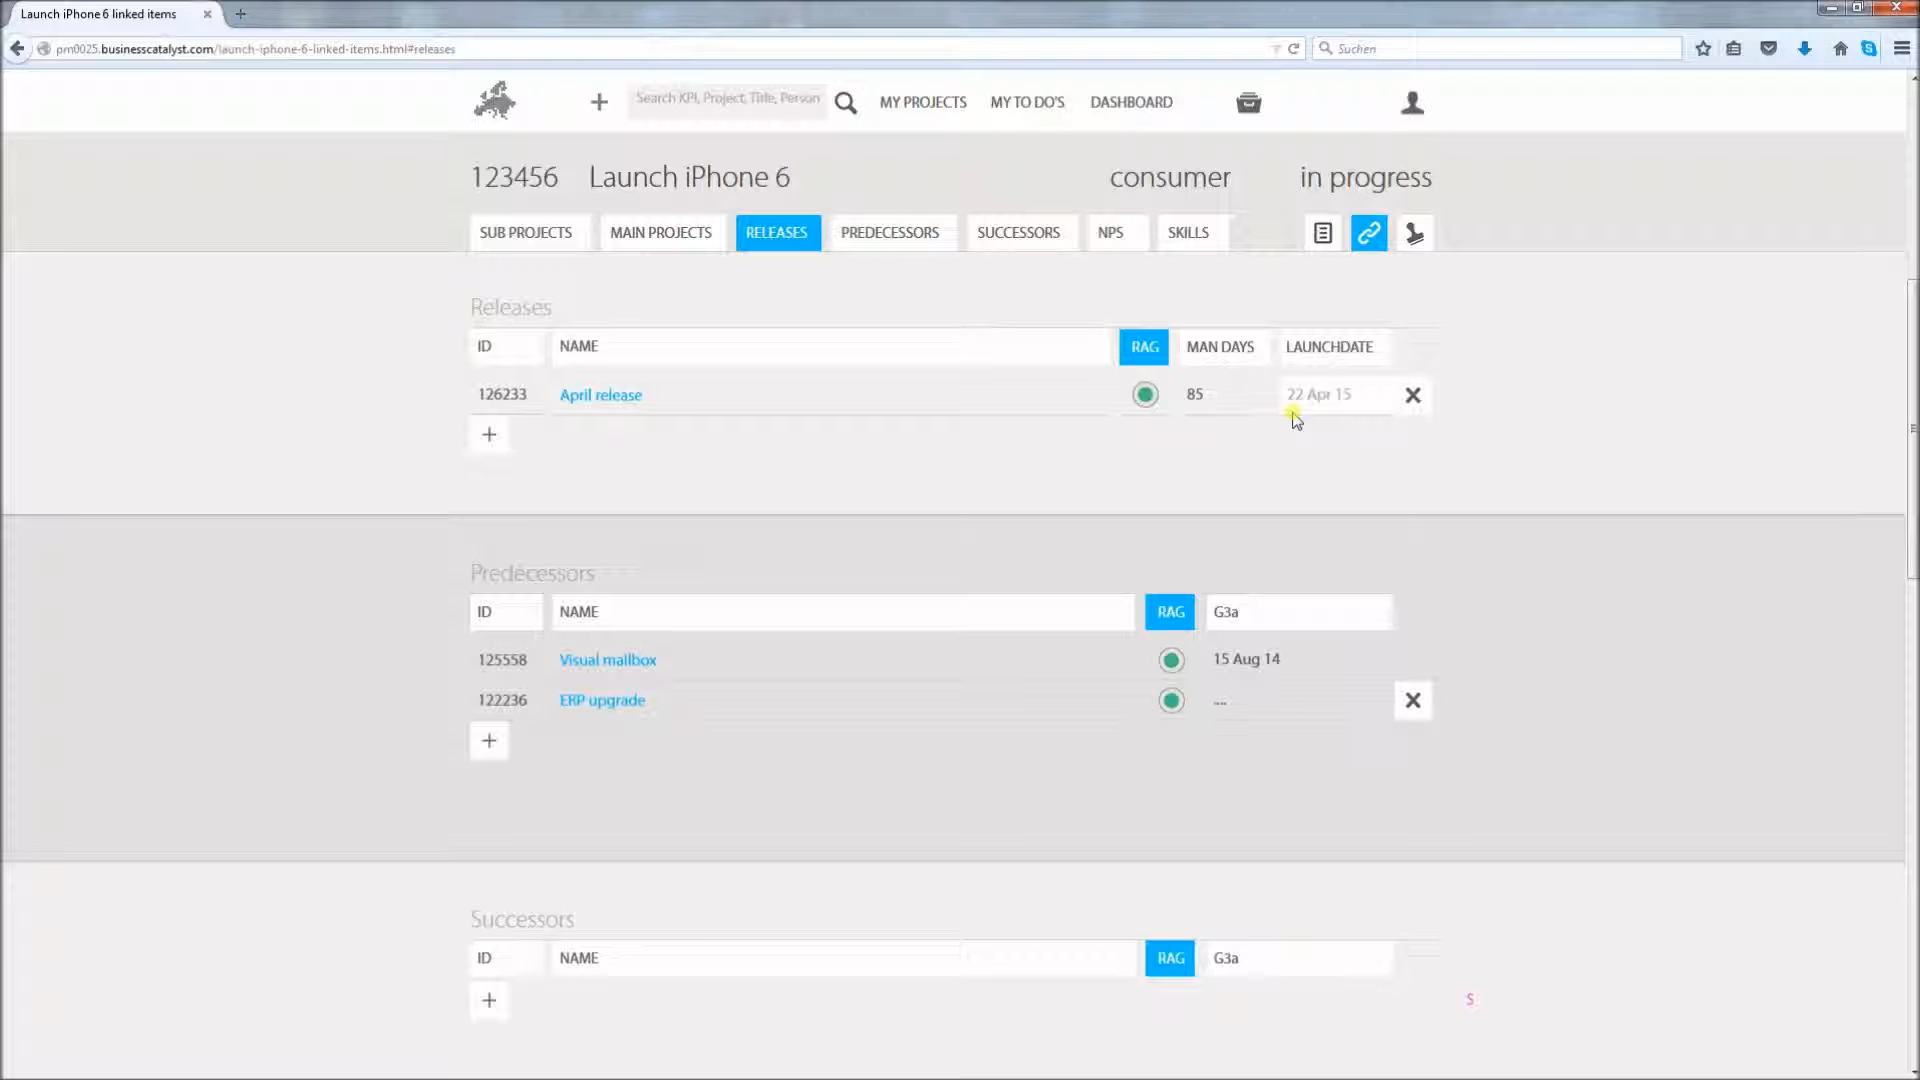 Launch iPhone 6 linked items
pm0025.businesscatalyst.com/launch-iphone-6-linked-items.html#releases
Suchen
Search KPI, Project, Title, Person
MY PROJECTS MY TO DO'S DASHBOARD
123456 Launch iPhone 6 consumer in progress
SUB PROJECTS MAIN PROJECTS RELEASES PREDECESSORS SUCCESSORS NPS SKILLS
Releases
ID NAME RAG MAN DAYS LAUNCHDATE
126233 April release 85 22 Apr 15
+
Predecessors
ID NAME RAG G3a
125558 Visual mailbox 15 Aug 14
122236 ERP upgrade ...
+
Successors
ID NAME RAG G3a
+
S